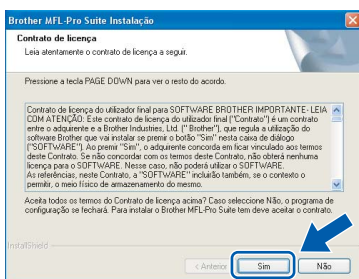 Brother MFL-Pro Suite Instalação
Contrato de licença
Leia atentamente o contrato de licença a seguir.
Pressione a tecla PAGE DOWN para ver o resto do acordo.
Contrato de licença do utilizador final para SOFTWARE BROTHER IMPORTANTE - LEIA
COM ATENÇÃO: Este contrato de licença do utilizador final ("Contrato") é um contrato
entre o adquirente e a Brother Industries, Ltd. (" Brother"), que regula a utilização do
software Brother que vai instalar se premir o botão "Sim" nesta caixa de diálogo
("SOFTWARE"). Ao premir "Sim", o adquirente concorda em ficar vinculado aos termos
deste Contrato. Se não concordar com os termos deste Contrato, não obterá nenhuma
licença para o SOFTWARE. Nesse caso, não poderá utilizar o SOFTWARE.
As referências, neste Contrato, a "SOFTWARE" incluirão também, se o contexto o
permitir, o meio físico de armazenamento do mesmo.
Aceita todos os termos do Contrato de licença acima? Caso seleccione Não, o programa de
configuração se fechará. Para instalar o Brother MFL-Pro Suite tem deve aceitar o contrato.
InstallShield
< Anterior
Sim
Não